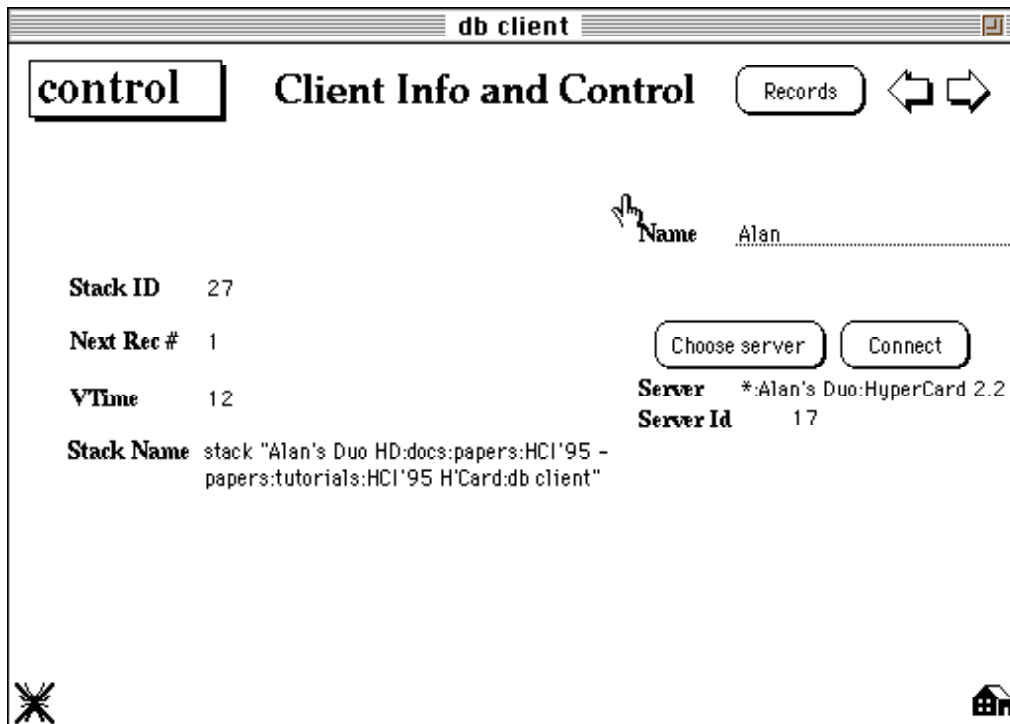 db client
control
Client Info and Control
Records
Name Alan
Stack ID 27
Next Rec # 1
Choose server
Connect
VTime 12
Server *:Alan's Duo:HyperCard 2.2
Server Id 17
Stack Name stack "Alan's Duo HD:docs:papers:HCI'95 -
papers:tutorials:HCI'95 H'Card:db client"